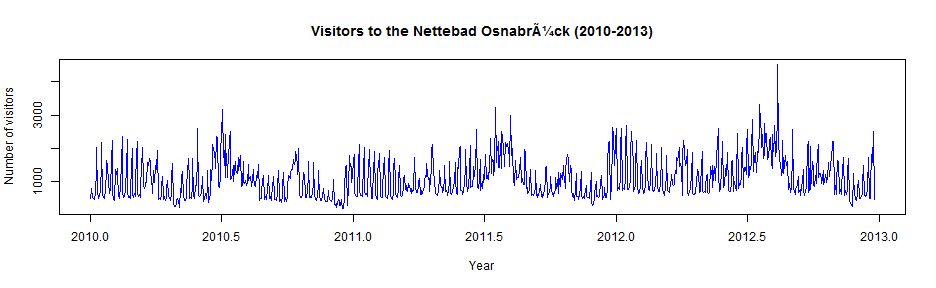 Visitors to the Nettebad OsnabrÃ¼ck (2010-2013)
Number of visitors
3000
1000
2010.0 2010.5 2011.0 2011.5 2012.0 2012.5 2013.0
Year